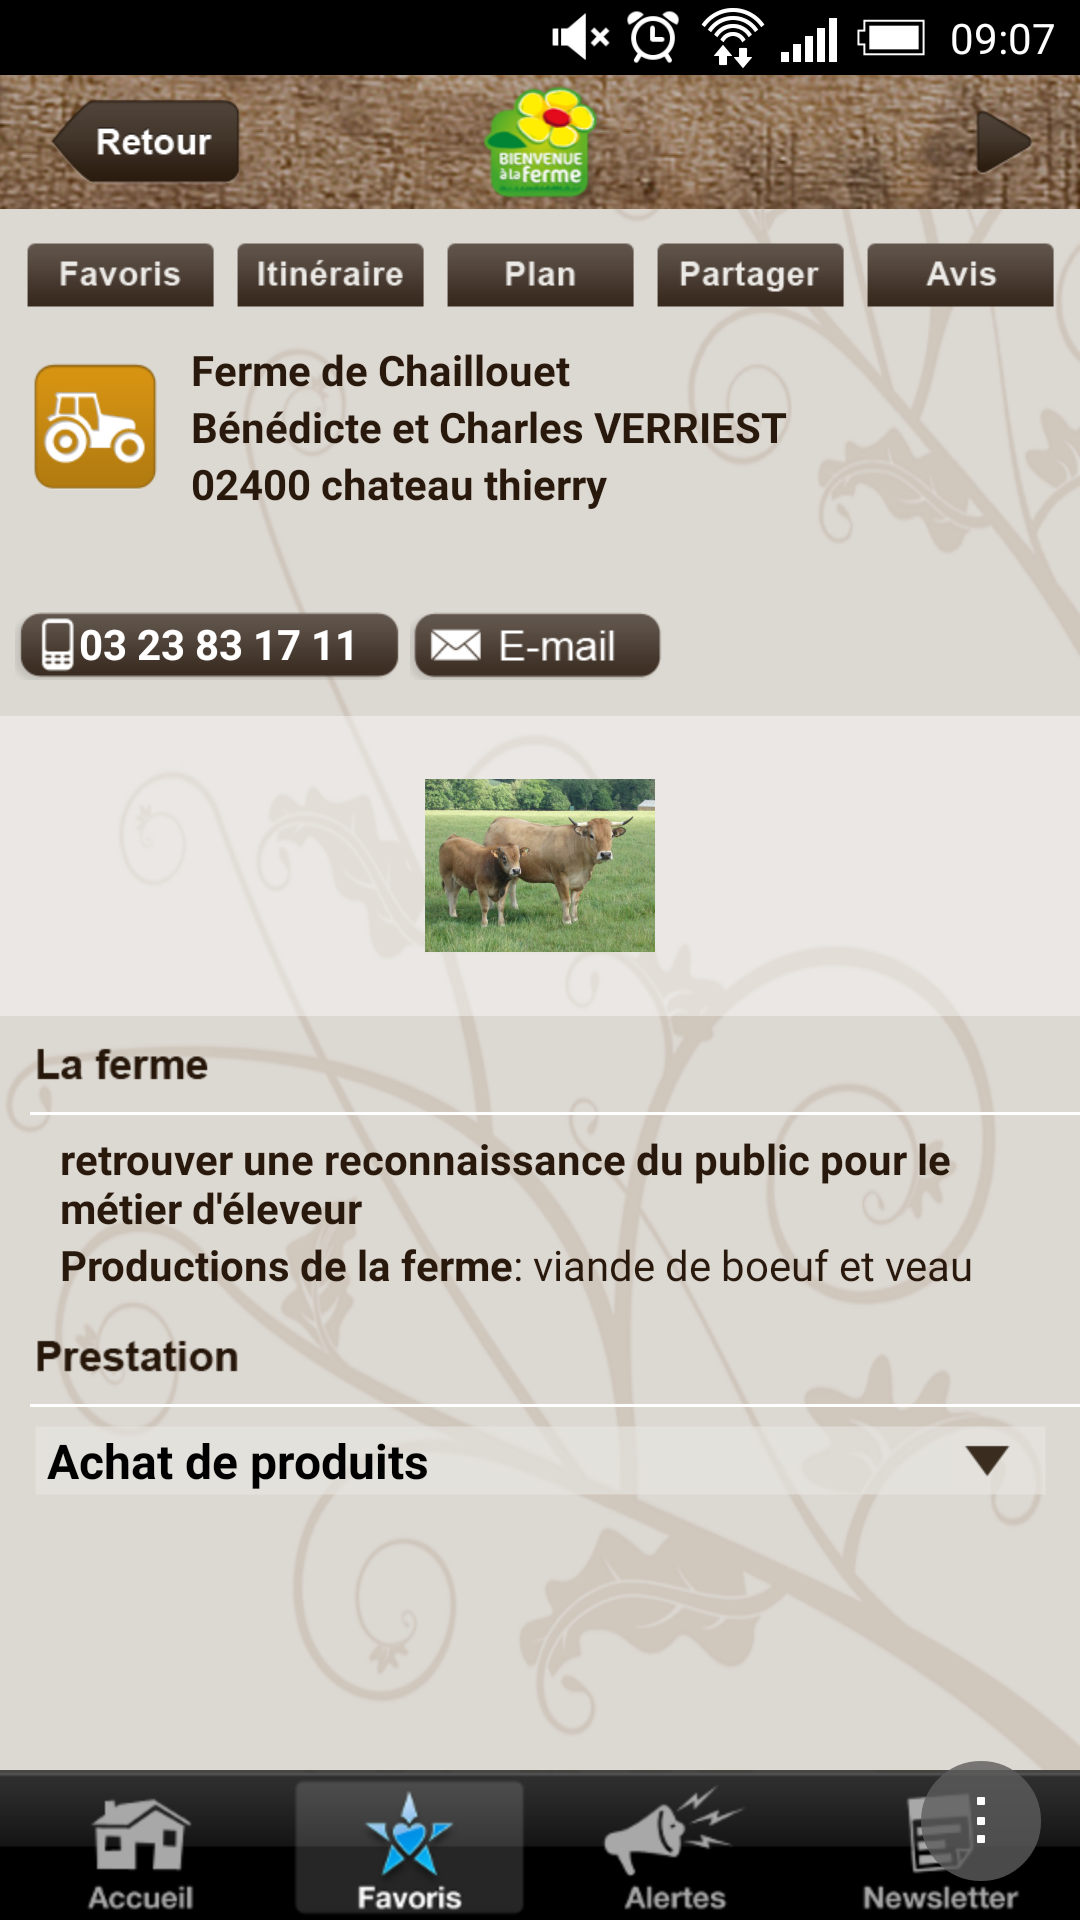 09:07
Retour
BIENVENUE
à la ferme
Favoris
Itinéraire
Plan
Partager
Avis
Ferme de Chaillouet
Bénédicte et Charles VERRIEST
02400 chateau thierry
03 23 83 17 11
E-mail
La ferme
retrouver une reconnaissance du public pour le
métier d'éleveur
Productions de la ferme: viande de boeuf et veau
Prestation
Achat de produits
Accueil
Favoris
Alertes
Newsletter